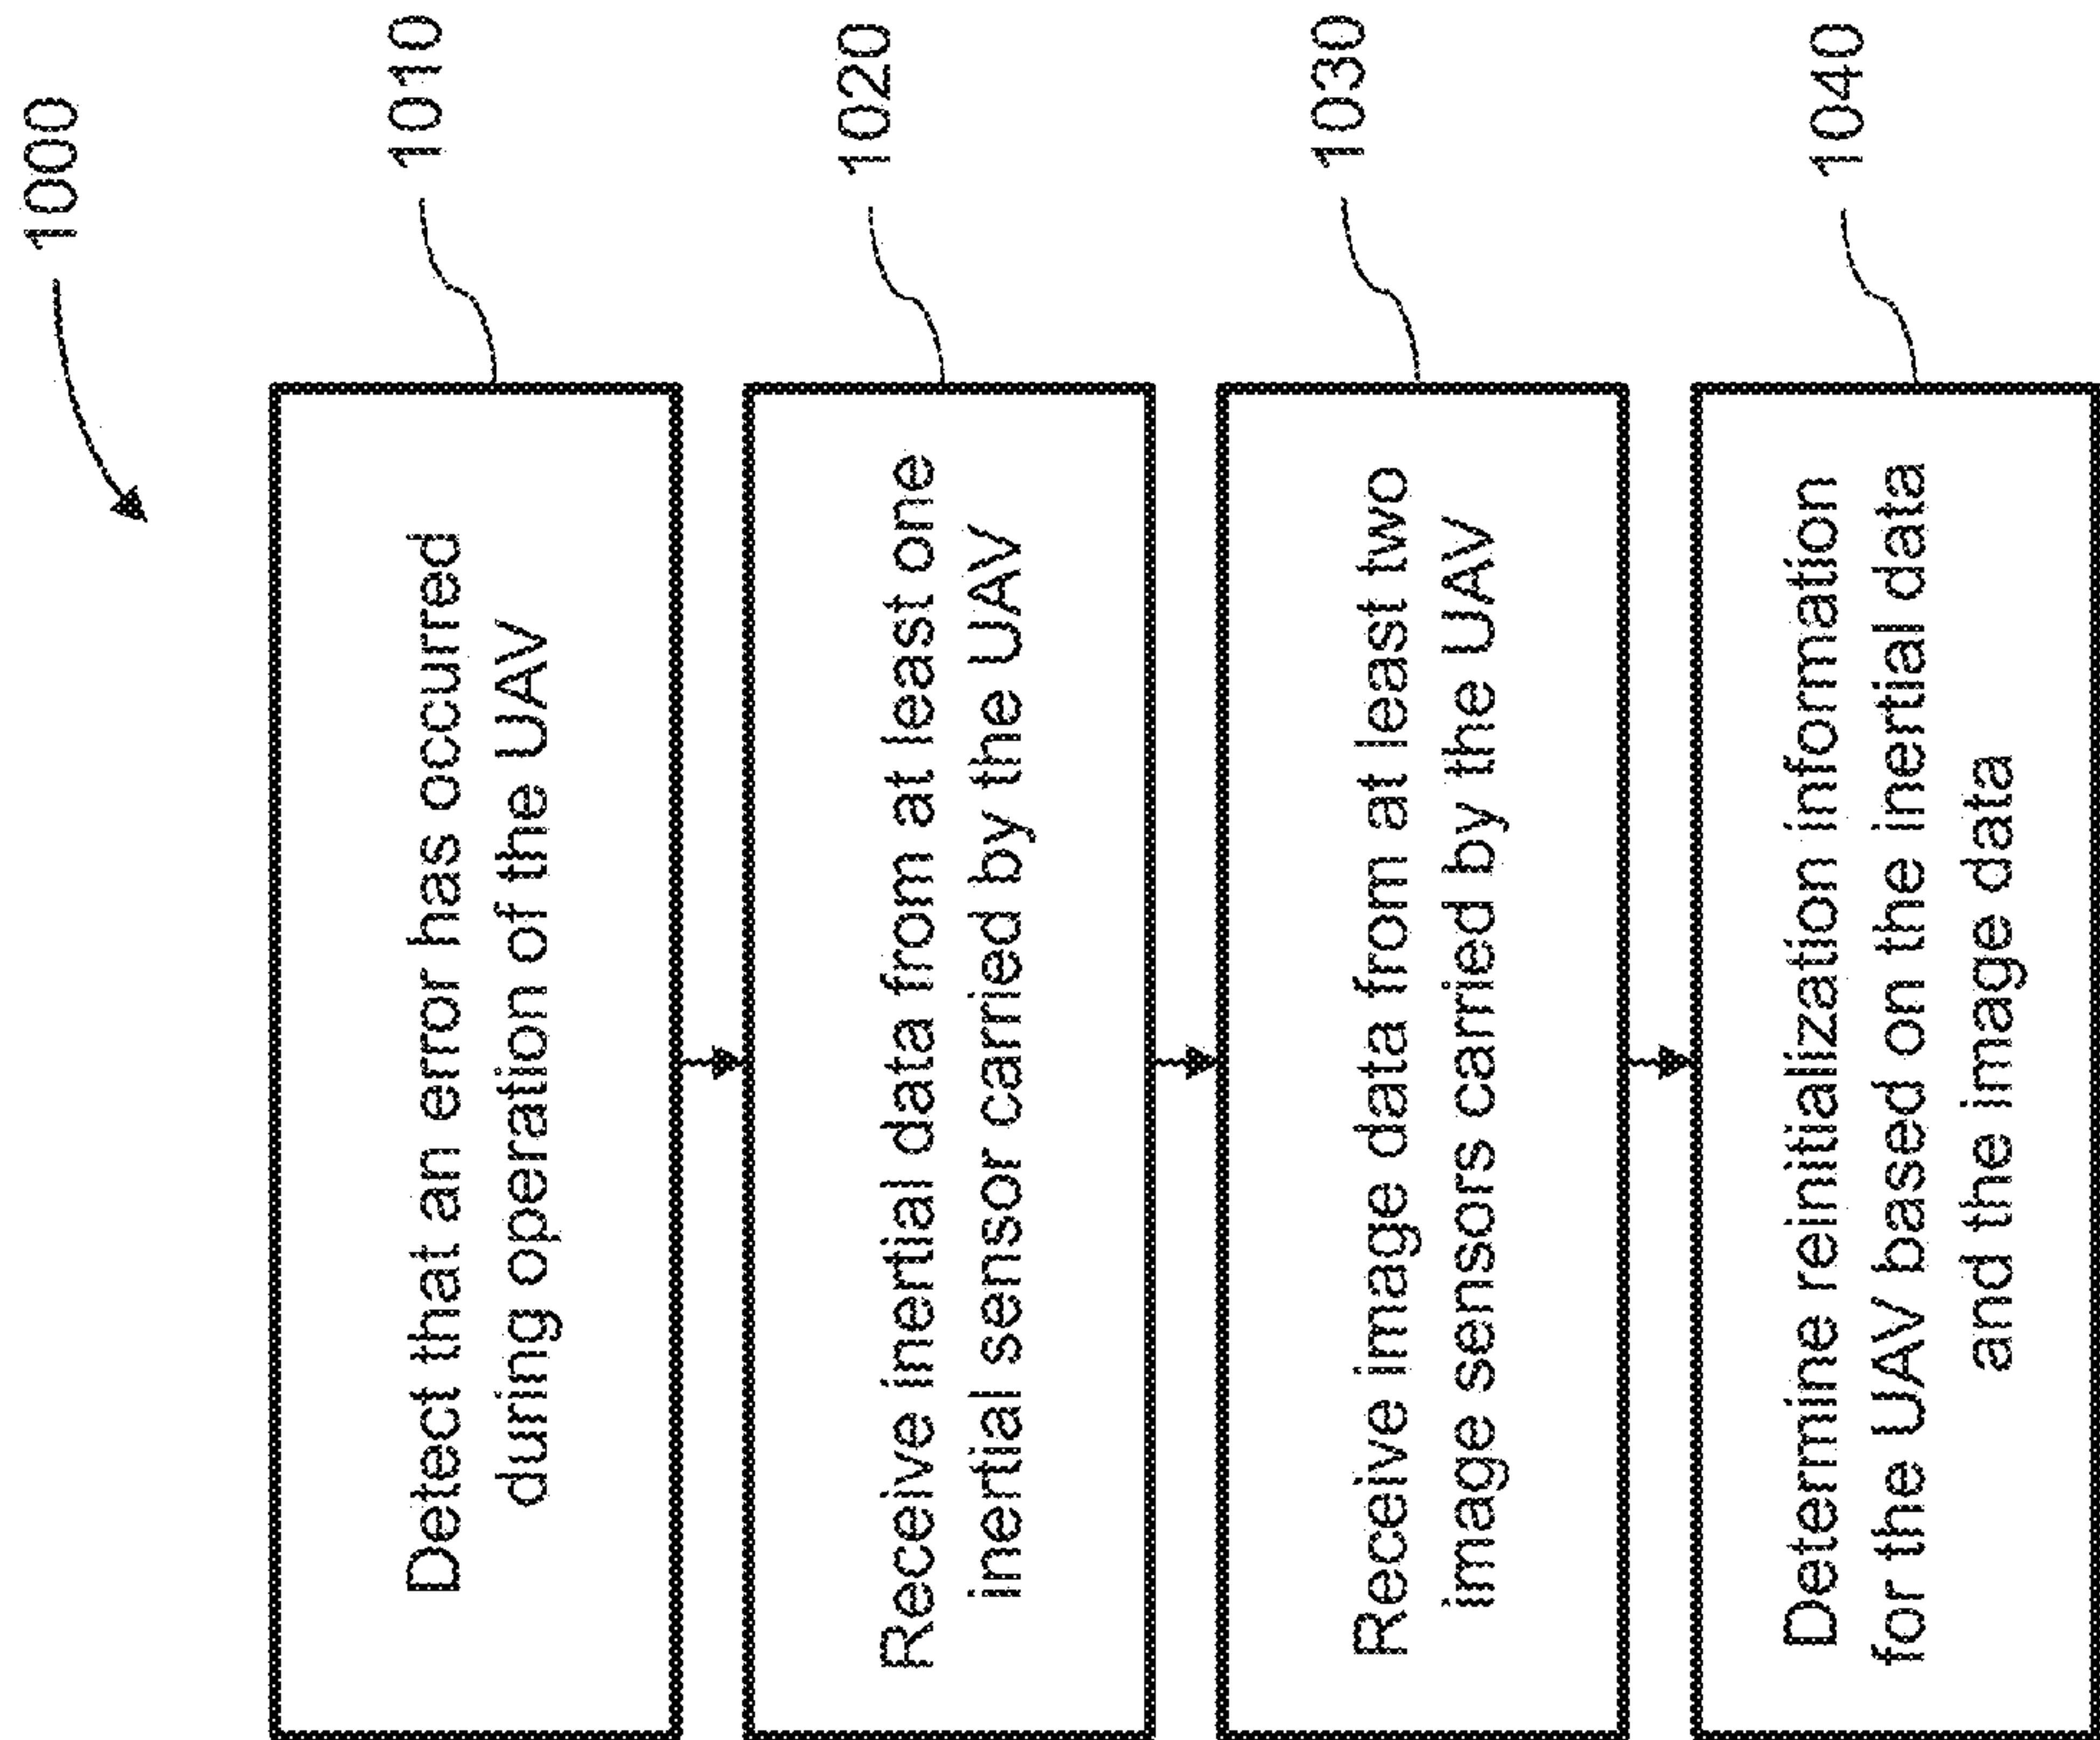 1000
Detect that an error has occurred
during operation of the UAV
1010
Receive inertial data from at least one
inertial sensor carried by the UAV
1020
Receive image data from at least two
image sensors carried by the UAV
1030
Determine reinitialization information
for the UAV based on the inertial data
and the image data
1040